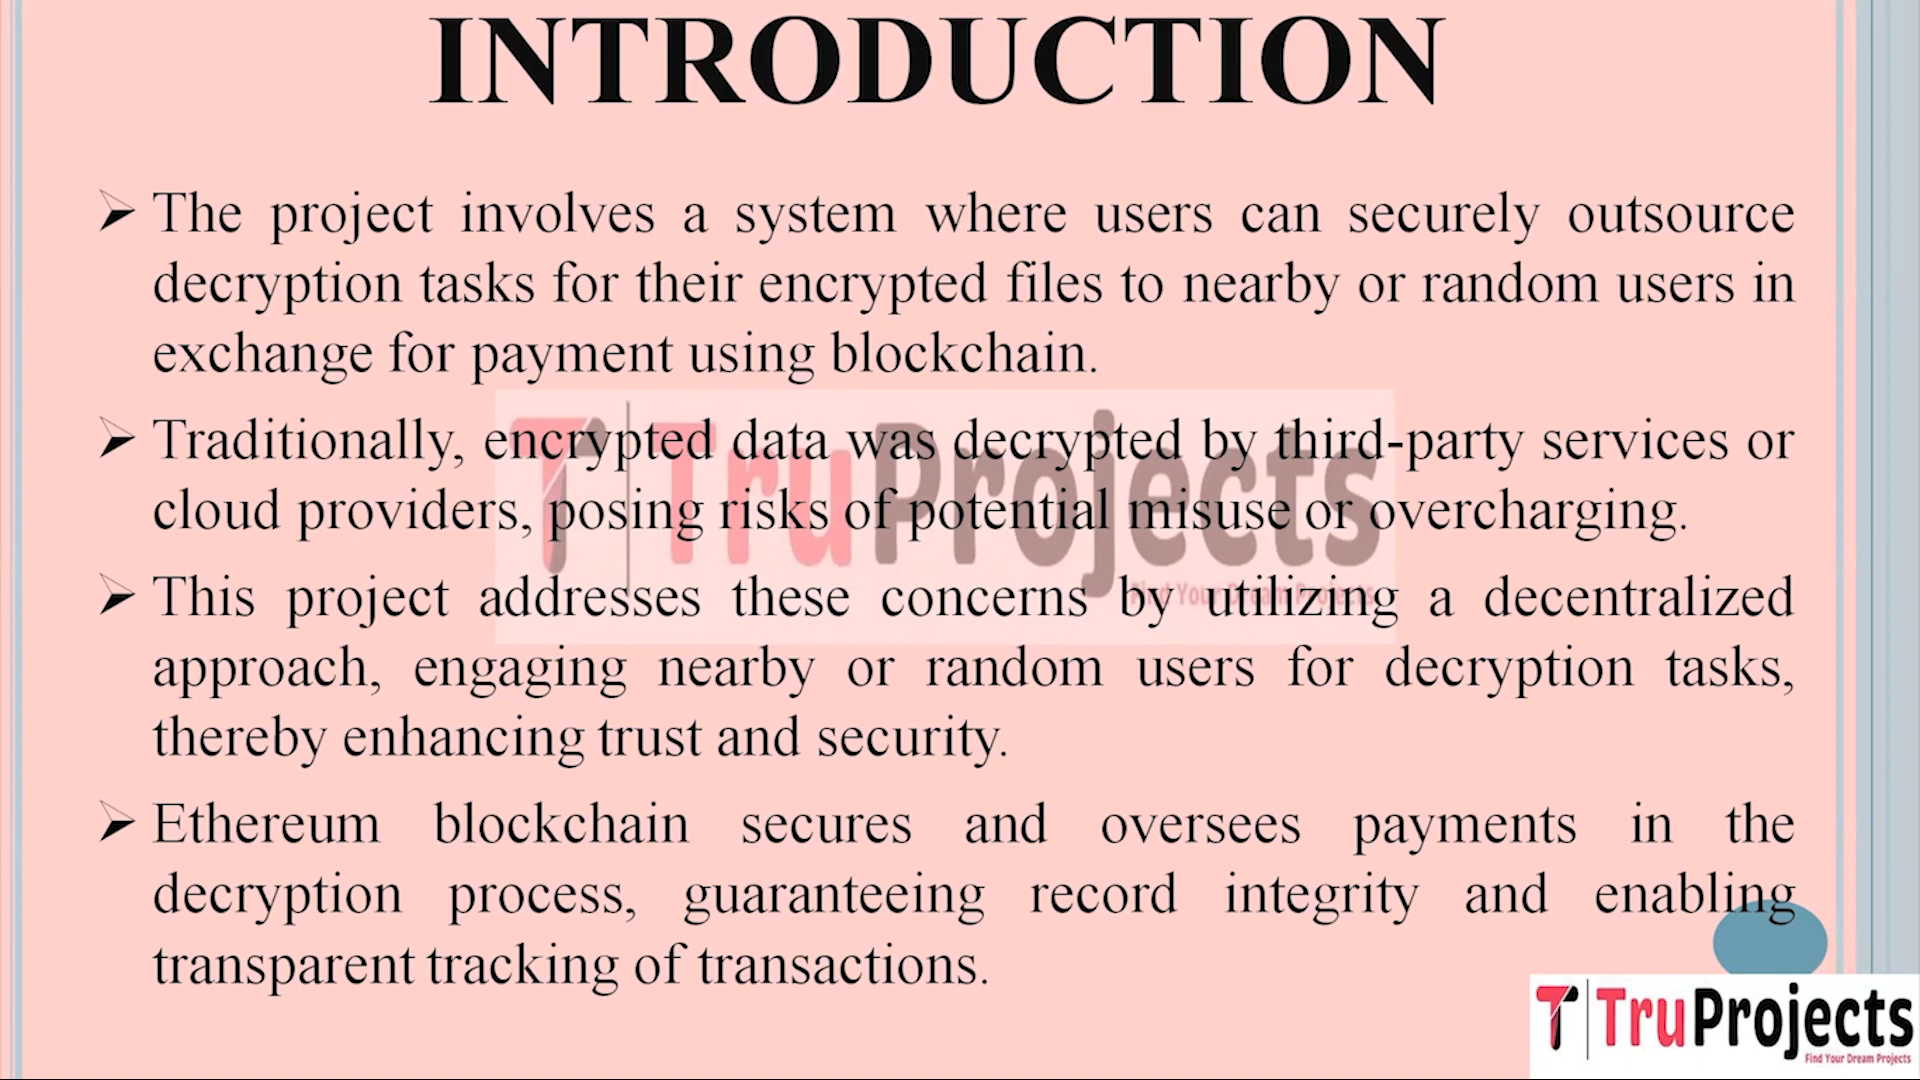 INTRODUCTION
The project involves a system where users can securely outsource
decryption tasks for their encrypted files to nearby or random users in
exchange for payment using blockchain.
Traditionally, encrypted data was decrypted by third-party services or
cloud providers, posing risks of potential misuse or overcharging.
This project addresses these concerns by utilizing a decentralized
approach, engaging nearby or random users for decryption tasks,
thereby enhancing trust and security.
Ethereum blockchain secures and oversees payments in the
decryption process, guaranteeing record integrity and enabling
transparent tracking of transactions.
TruProjects
Find Your Dream Projects
TruProjects
Find Your Dream Projects